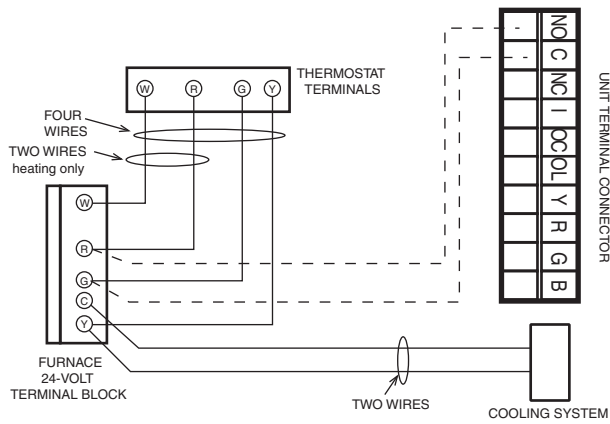 THERMOSTAT
TERMINALS
W
R
G
Y
FOUR
WIRES
TWO WIRES
heating only
W
R
G
C
Y
FURNACE
24-VOLT
TERMINAL BLOCK
TWO WIRES
COOLING SYSTEM
NO
C
NC
I
OC
OL
Y
R
G
B
UNIT TERMINAL CONNECTOR